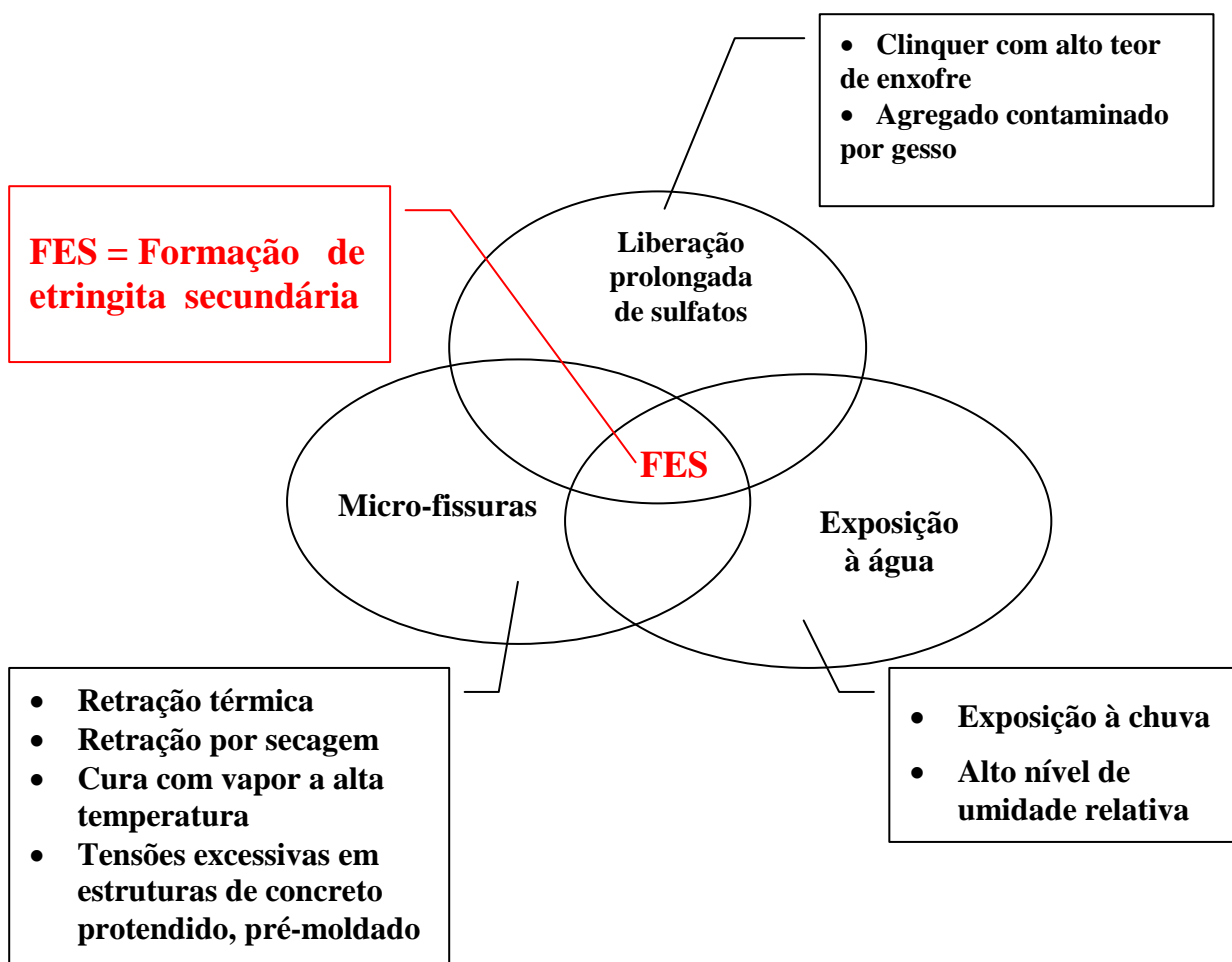 • Clinquer com alto teor
de enxofre
• Agregado contaminado
por gesso
FES = Formação de
etringita secundária
Liberação
prolongada
de sulfatos
FES
Micro-fissuras
Exposição
à água
• Retração térmica
• Retração por secagem
• Cura com vapor a alta
temperatura
• Tensões excessivas em
estruturas de concreto
protendido, pré-moldado
• Exposição à chuva
• Alto nível de
umidade relativa